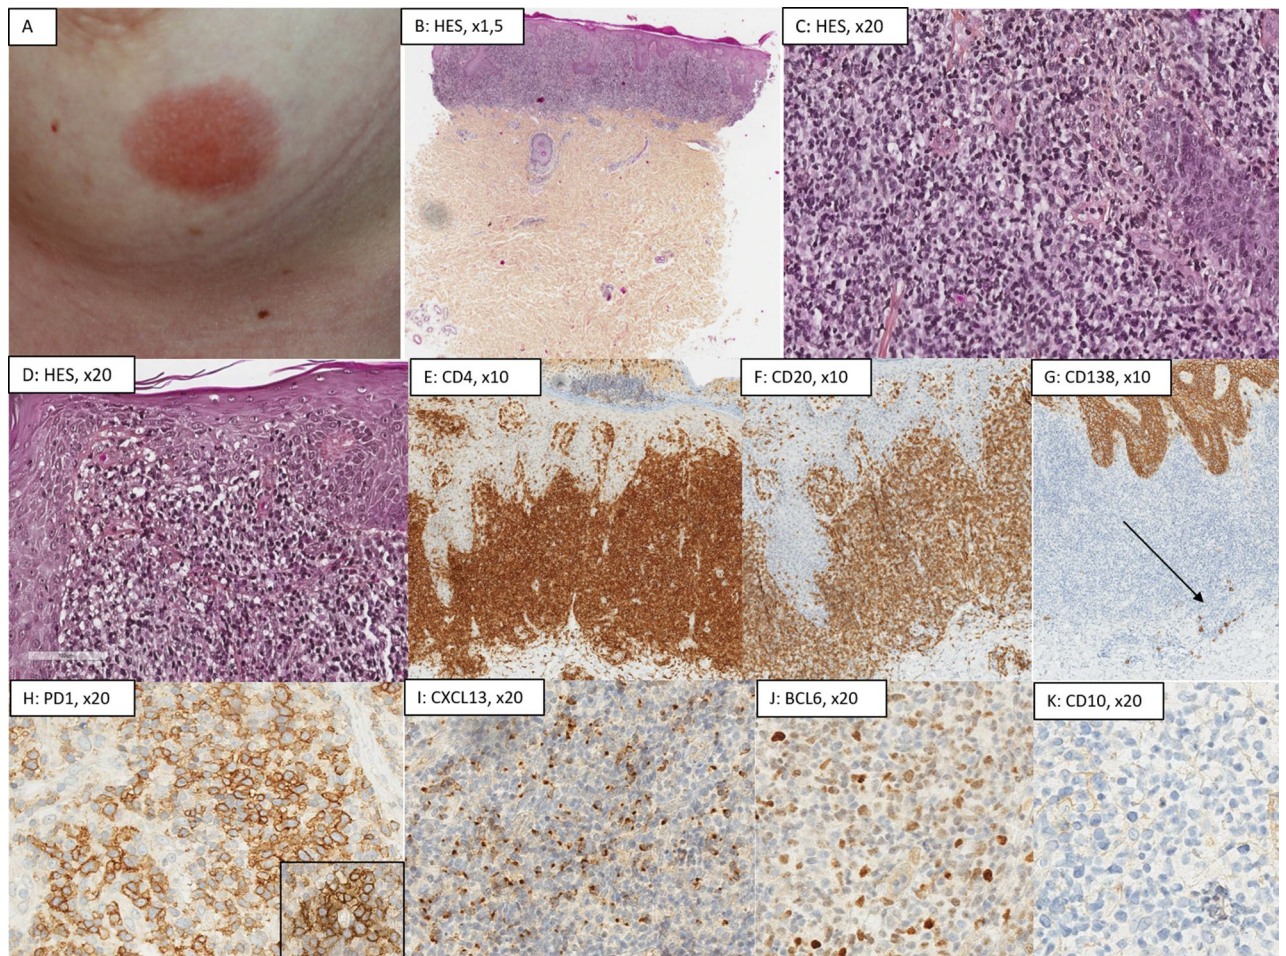 A
B: HES, x1,5
C: HES, x20
D: HES, x20
E: CD4, x10
F: CD20, x10
G: CD138, x10
H: PD1, x20
I: CXCL13, x20
J: BCL6, x20
K: CD10, x20